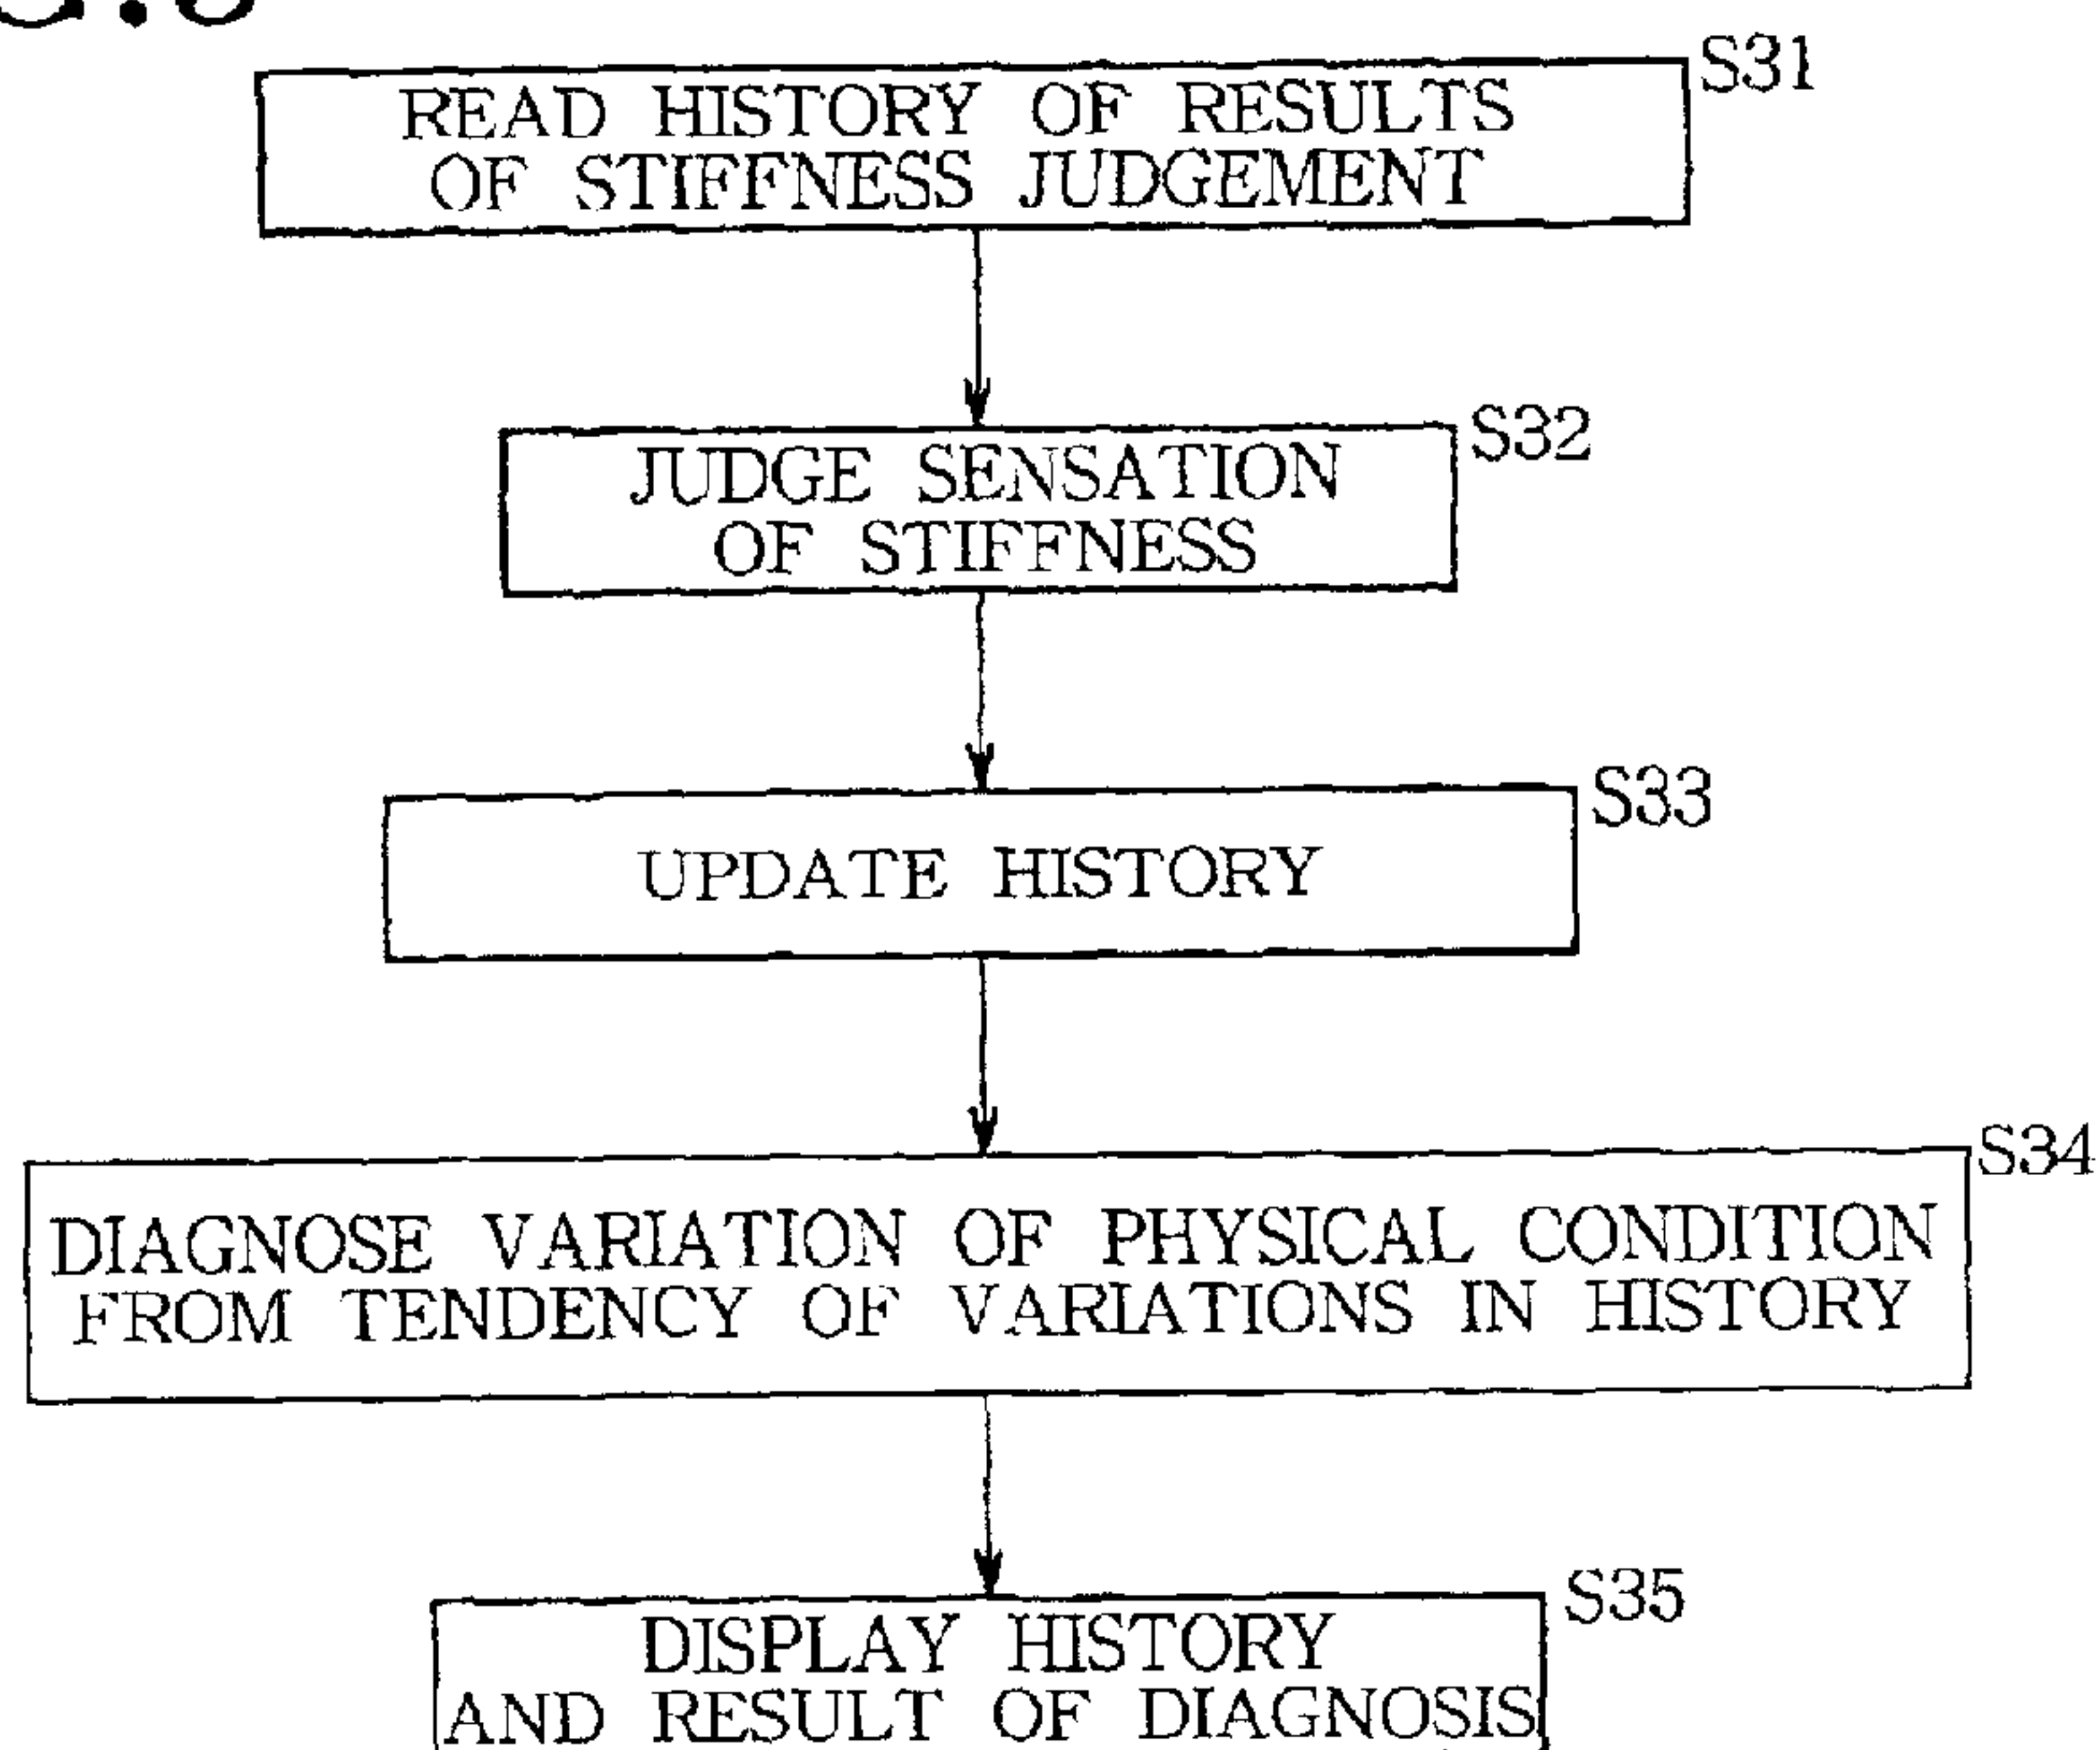 S31
READ HISTORY OF RESULTS
OF STIFFNESS JUDGEMENT
S32
JUDGE SENSATION
OF STIFFNESS
S33
UPDATE HISTORY
S34
DIAGNOSE VARIATION OF PHYSICAL CONDITION
FROM TENDENCY OF VARIATIONS IN HISTORY
S35
DISPLAY HISTORY
AND RESULT OF DIAGNOSIS